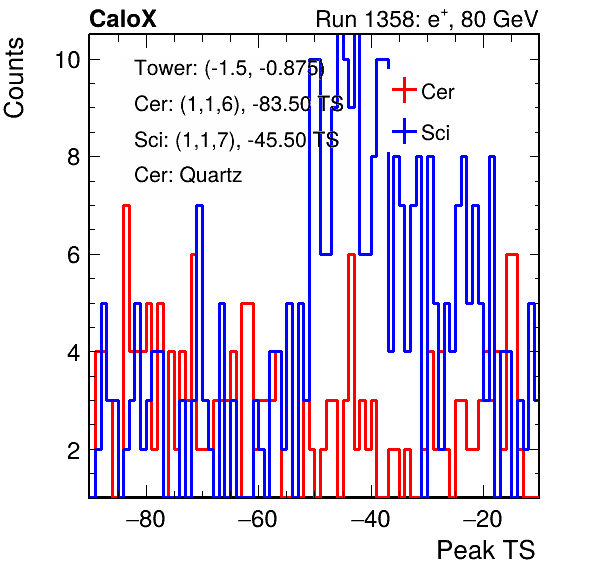 CaloX
Run 1358: e+, 80 GeV
Counts
Tower: (-1.5, -0.875)
Cer: (1,1,6), -83.50 TS
Sci: (1,1,7), -45.50 TS
Cer: Quartz
Cer
Sci
10
8
6
4
2
−80 −60 −40 −20
Peak TS